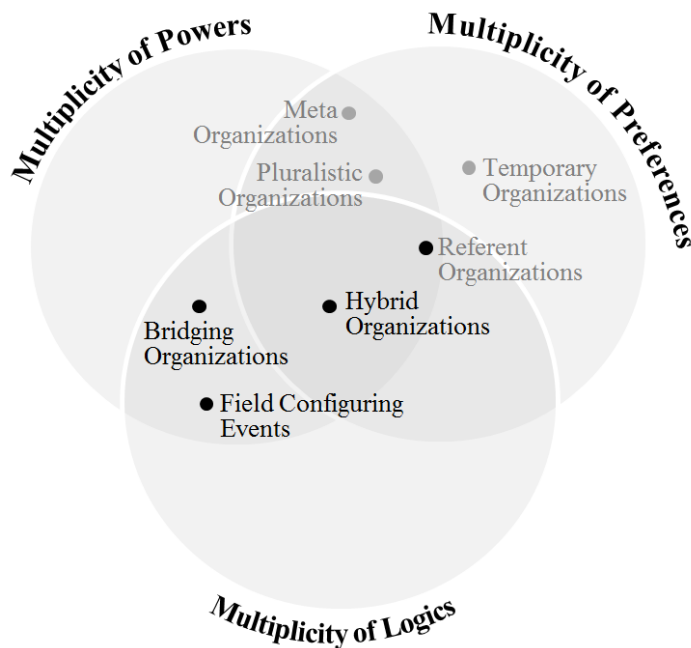 Multiplicity of Powers
Multiplicity of Preferences
Meta
Organizations
Pluralistic
Organizations
Temporary
Organizations
Referent
Organizations
Hybrid
Organizations
Bridging
Organizations
Field Configuring
Events
Multiplicity of Logics